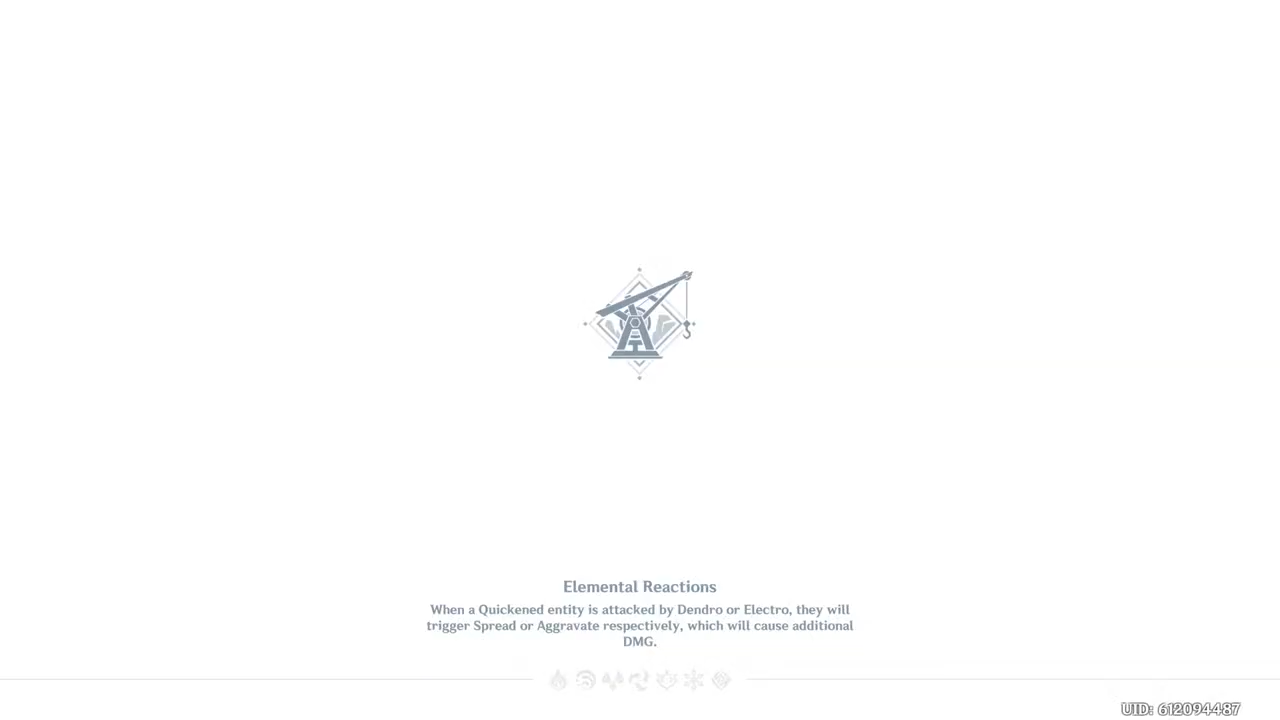 Elemental Reactions
When a Quickened entity is attacked by Dendro or Electro, they will
trigger Spread or Aggravate respectively, which will cause additional
DMG.
UID: 612094487